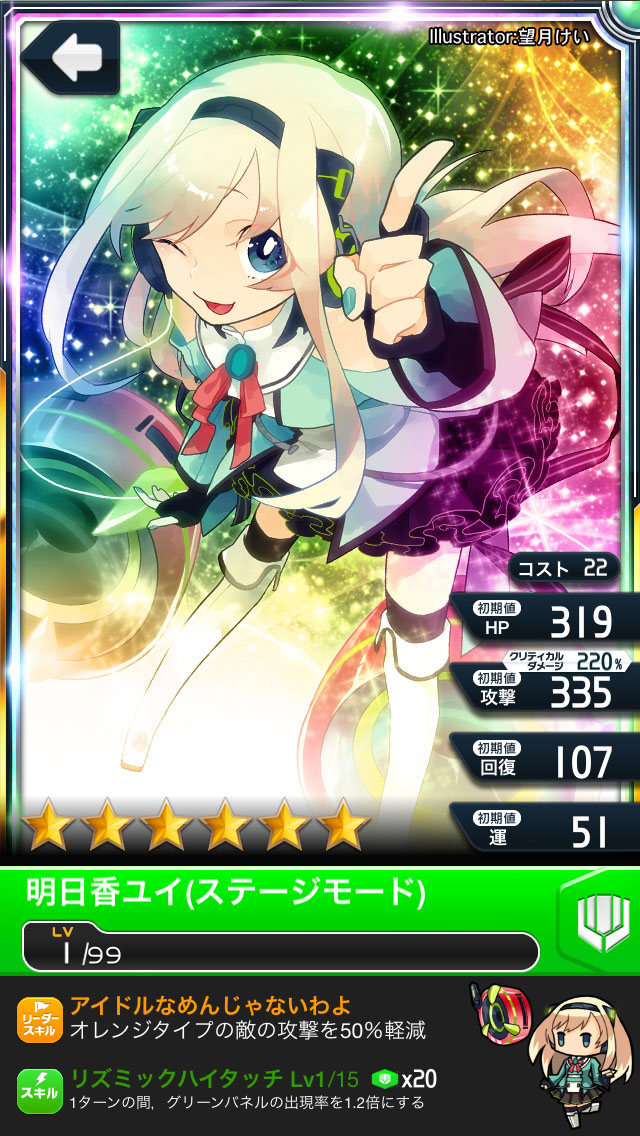 Illustrator:望月けい
コスト 22
初期値
HP 319
クリティカル
ダメージ 220%
初期値
攻撃 335
初期値
回復 107
初期値
運 51
明日香ユイ(ステージモード)
LV
1/99
リーダー
スキル
アイドルなめんじゃないわよ
オレンジタイプの敵の攻撃を50%軽減
スキル
リズミックハイタッチ Lv1/15 x20
1ターンの間，グリーンパネルの出現率を1.2倍にする